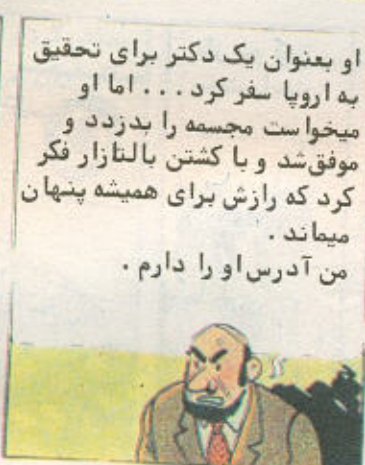 او بعنوان یک دکتر برای تحقیق
به اروپا سفر کرد . . . اما او
میخواست مجسمه را بدزدد و
موفق شد و با کشتن بالتازار فکر
کرد که رازش برای همیشه پنهان
میماند .
من آدرس او را دارم .